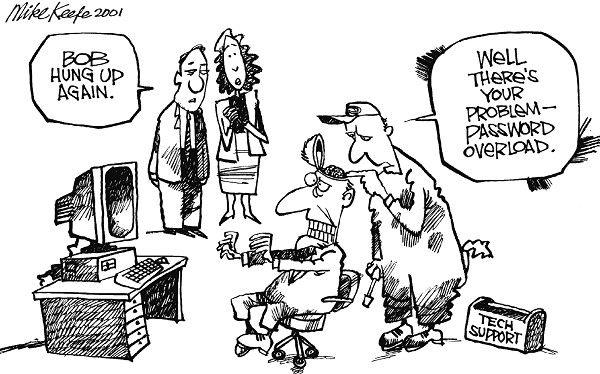 Mike Keefe 2001
BOB
HUNG UP
AGAIN.
WELL
THERE'S
YOUR
PROBLEM—
PASSWORD
OVERLOAD.
TECH
SUPPORT